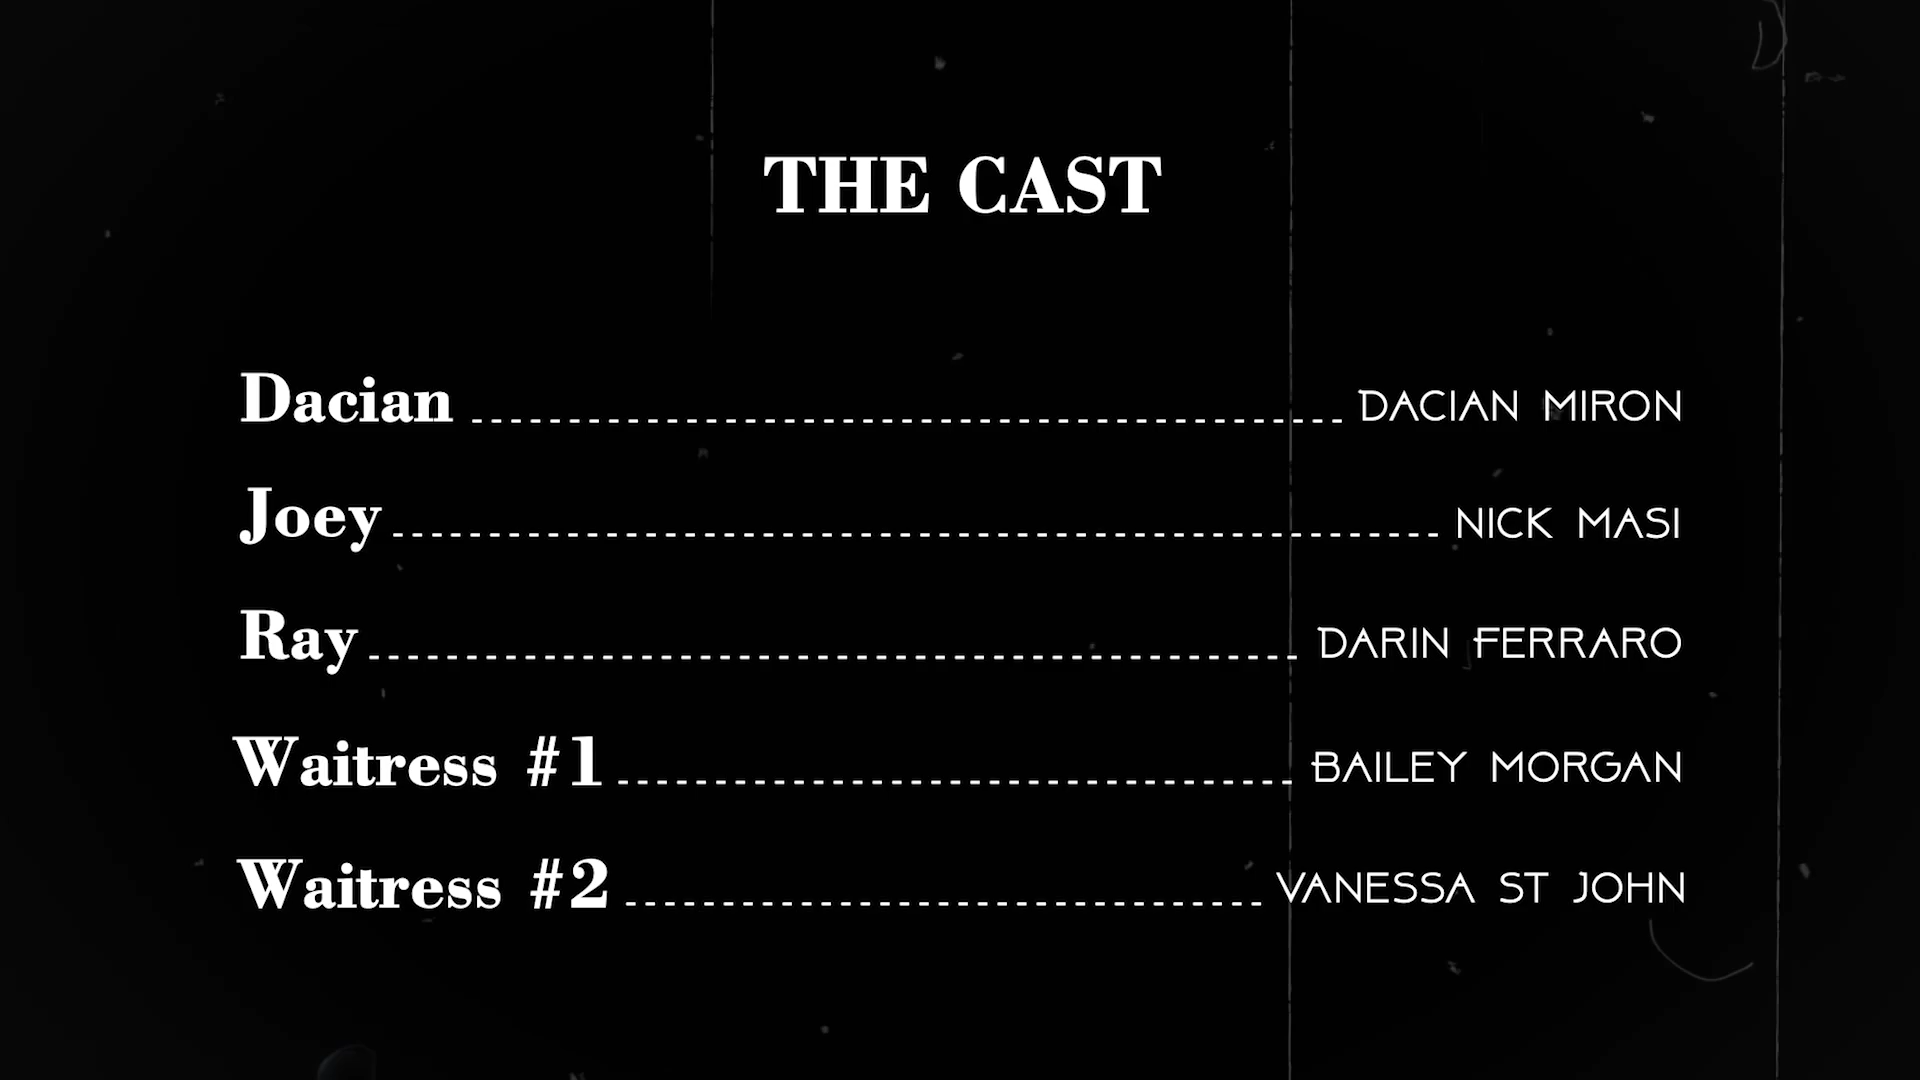 THE CAST
Dacian DACIAN MIRON
Joey NICK MASI
Ray DARIN FERRARO
Waitress #1 BAILEY MORGAN
Waitress #2 VANESSA ST JOHN